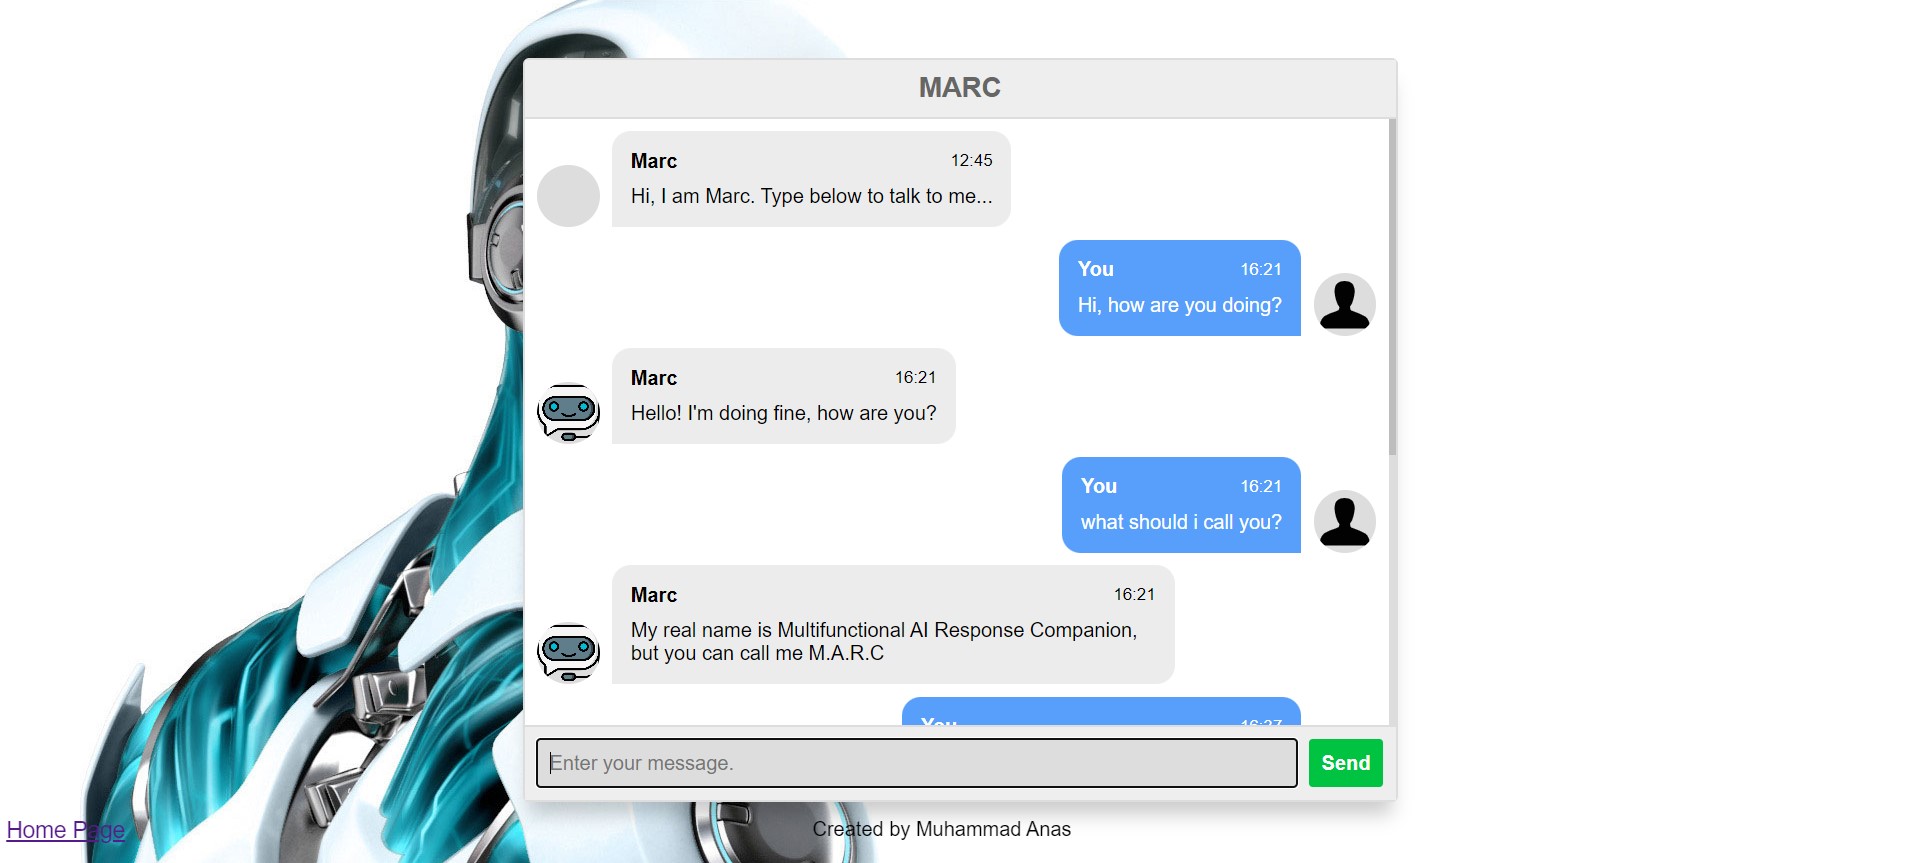 MARC
Marc 12:45
Hi, I am Marc. Type below to talk to me...
You 16:21
Hi, how are you doing?
Marc 16:21
Hello! I'm doing fine, how are you?
You 16:21
what should i call you?
Marc 16:21
My real name is Multifunctional AI Response Companion,
but you can call me M.A.R.C
You 16:27
Enter your message.
Send
Home Page
Created by Muhammad Anas